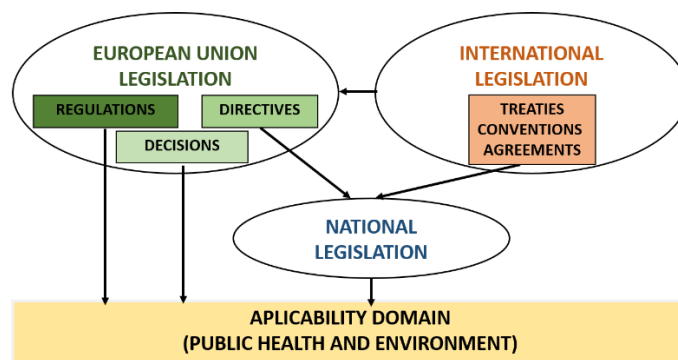 EUROPEAN UNION
LEGISLATION
REGULATIONS
DIRECTIVES
DECISIONS
INTERNATIONAL
LEGISLATION
TREATIES
CONVENTIONS
AGREEMENTS
NATIONAL
LEGISLATION
APLICABILITY DOMAIN
(PUBLIC HEALTH AND ENVIRONMENT)